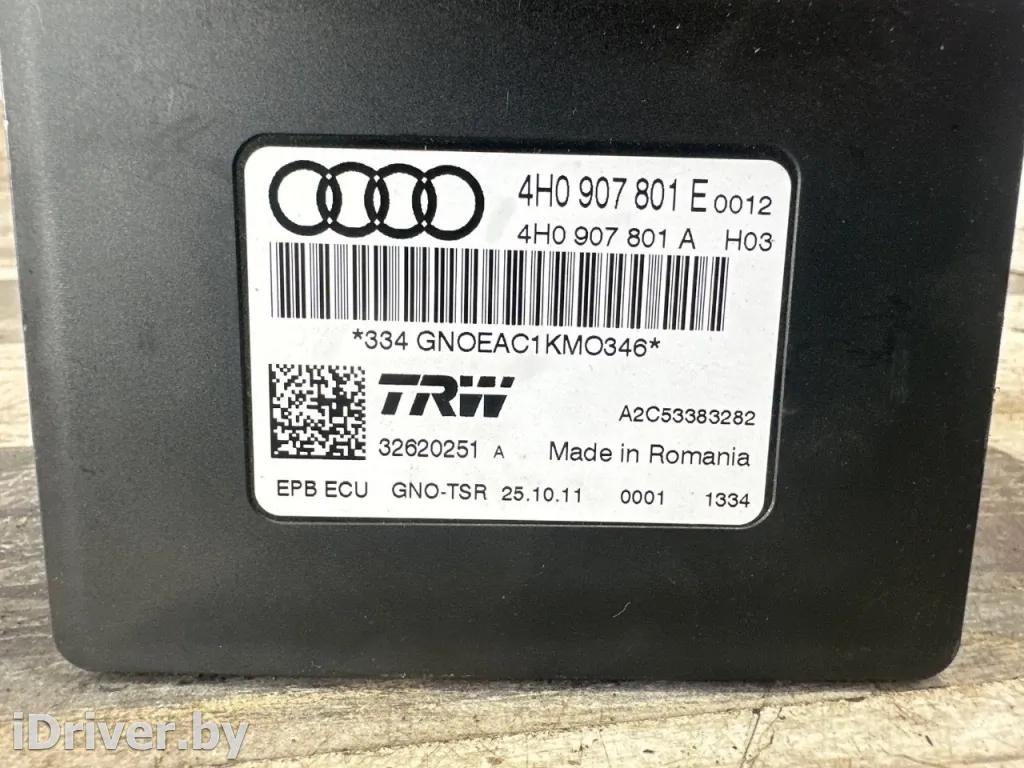 4H0 907 801 E 0012
4H0 907 801 A H03
*334 GNOEAC1KMO346*
TRW A2C53383282
32620251 A Made in Romania
EPB ECU GNO-TSR 25.10.11 0001 1334
iDriver.by